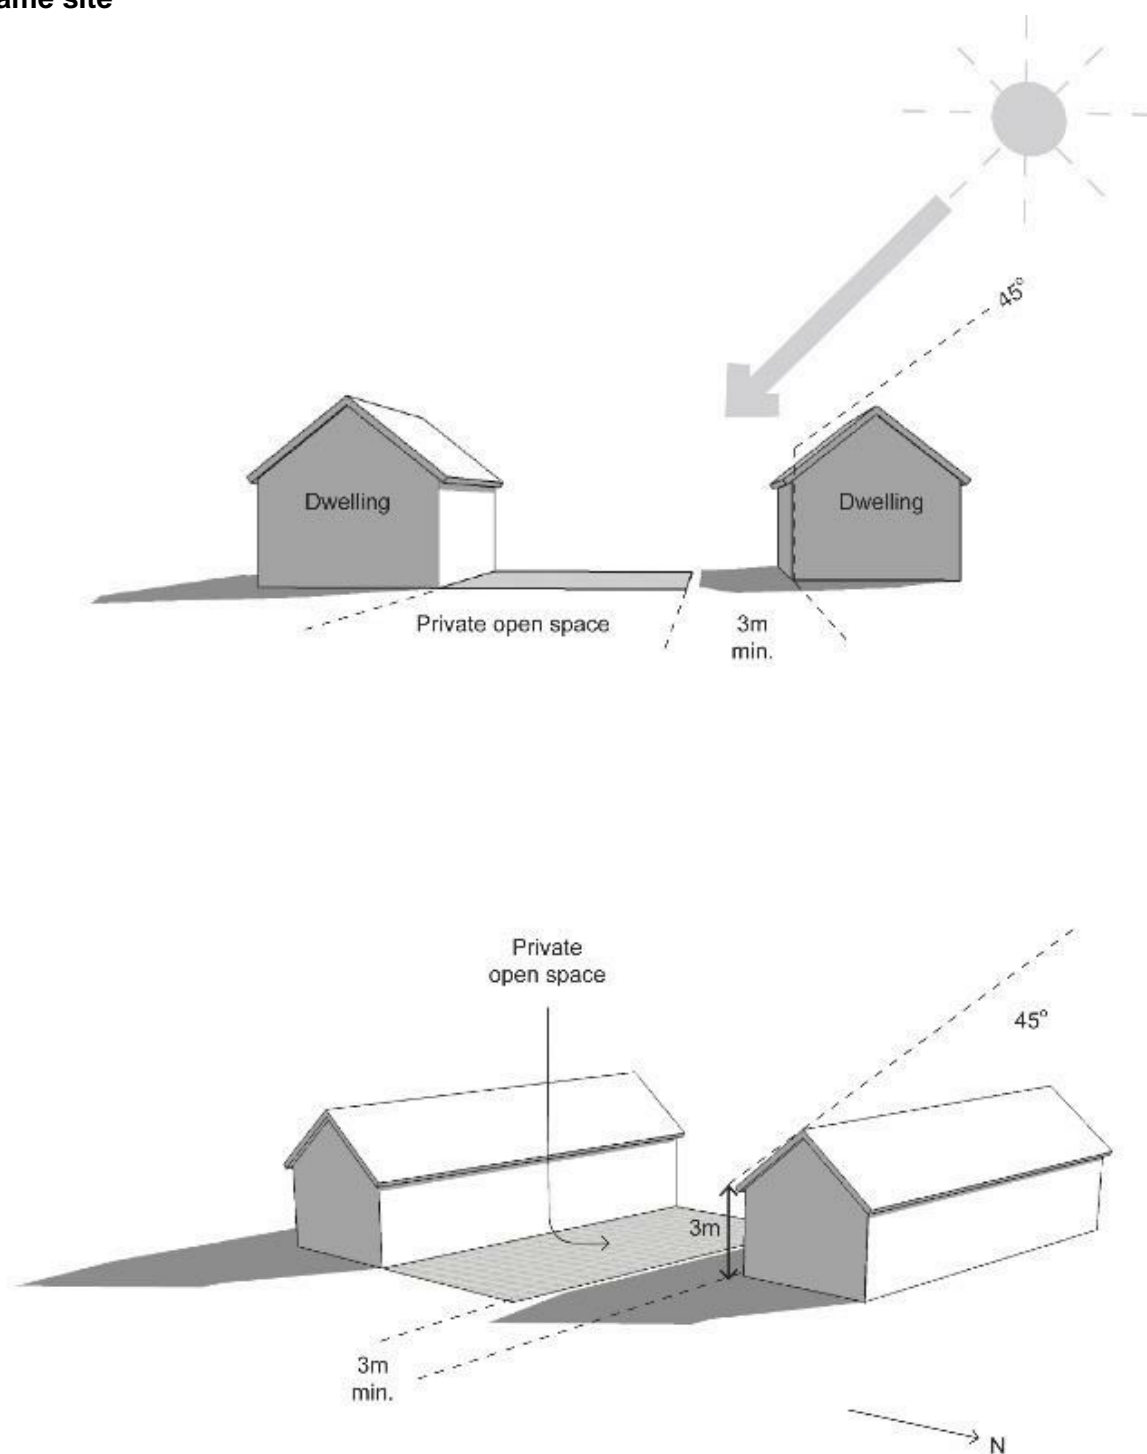 ame site
45°
Dwelling
Dwelling
Private open space
3m
min.
Private
open space
45°
3m
3m
min.
N